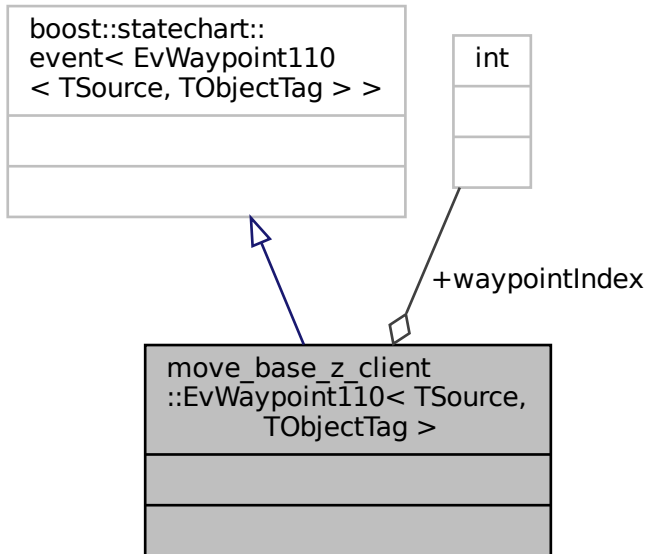 boost::statechart::
event< EvWaypoint110
< TSource, TObjectTag > >
int
+waypointIndex
move_base_z_client
::EvWaypoint110< TSource,
TObjectTag >